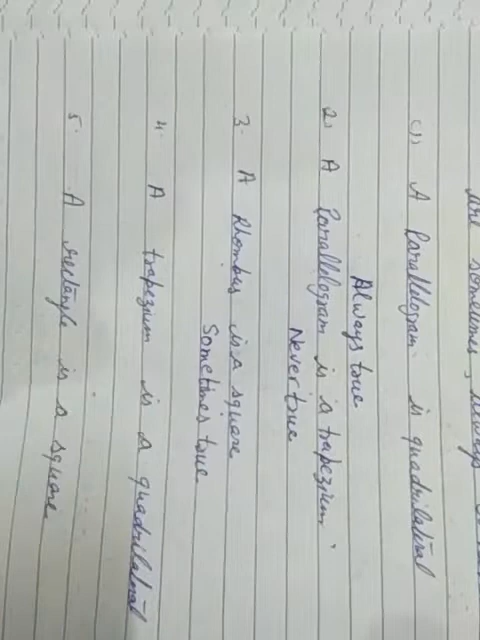 are sometimes, always
(1) A Parallelogram is quadrilateral
Always true
2) A Parallelogram is a trapezium.
Never true
3. A Rhombus is a square
Sometimes true
4. A trapezium is a quadrilateral
5. A rectangle is a square.